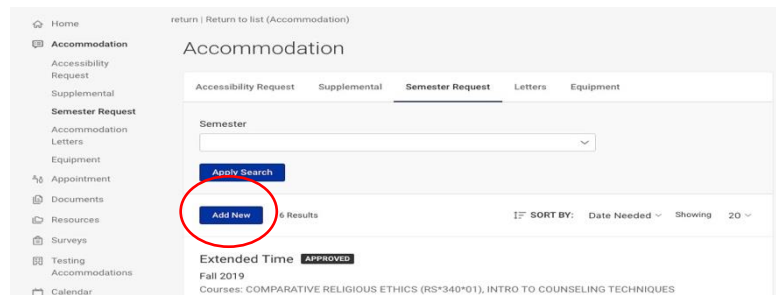 return | Return to list (Accommodation)
Home
Accommodation
Accessibility
Request
Supplemental
Semester Request
Accommodation
Letters
Equipment
Appointment
Documents
Resources
Surveys
Testing
Accommodations
Calendar
Accommodation
Accessibility Request Supplemental Semester Request Letters Equipment
Semester
Apply Search
Add New 6 Results SORT BY: Date Needed Showing 20
Extended Time APPROVED
Fall 2019
Courses: COMPARATIVE RELIGIOUS ETHICS (RS*340*01), INTRO TO COUNSELING TECHNIQUES